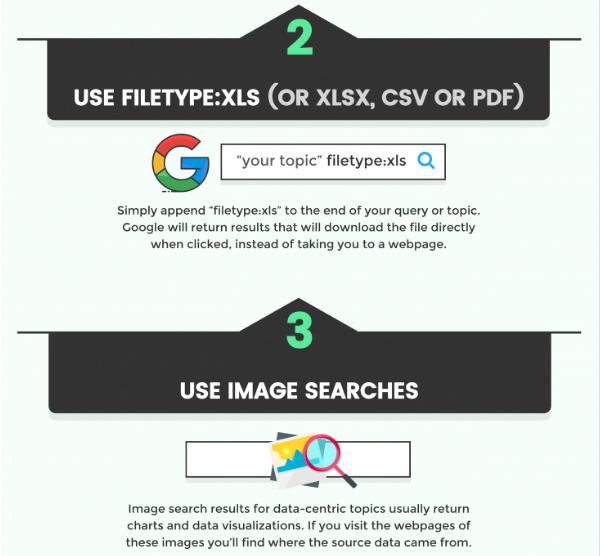 2
USE FILETYPE:XLS (OR XLSX, CSV OR PDF)
"your topic" filetype:xls
Simply append "filetype:xls" to the end of your query or topic.
Google will return results that will download the file directly
when clicked, instead of taking you to a webpage.
3
USE IMAGE SEARCHES
Image search results for data-centric topics usually return
charts and data visualizations. If you visit the webpages of
these images you'll find where the source data came from.